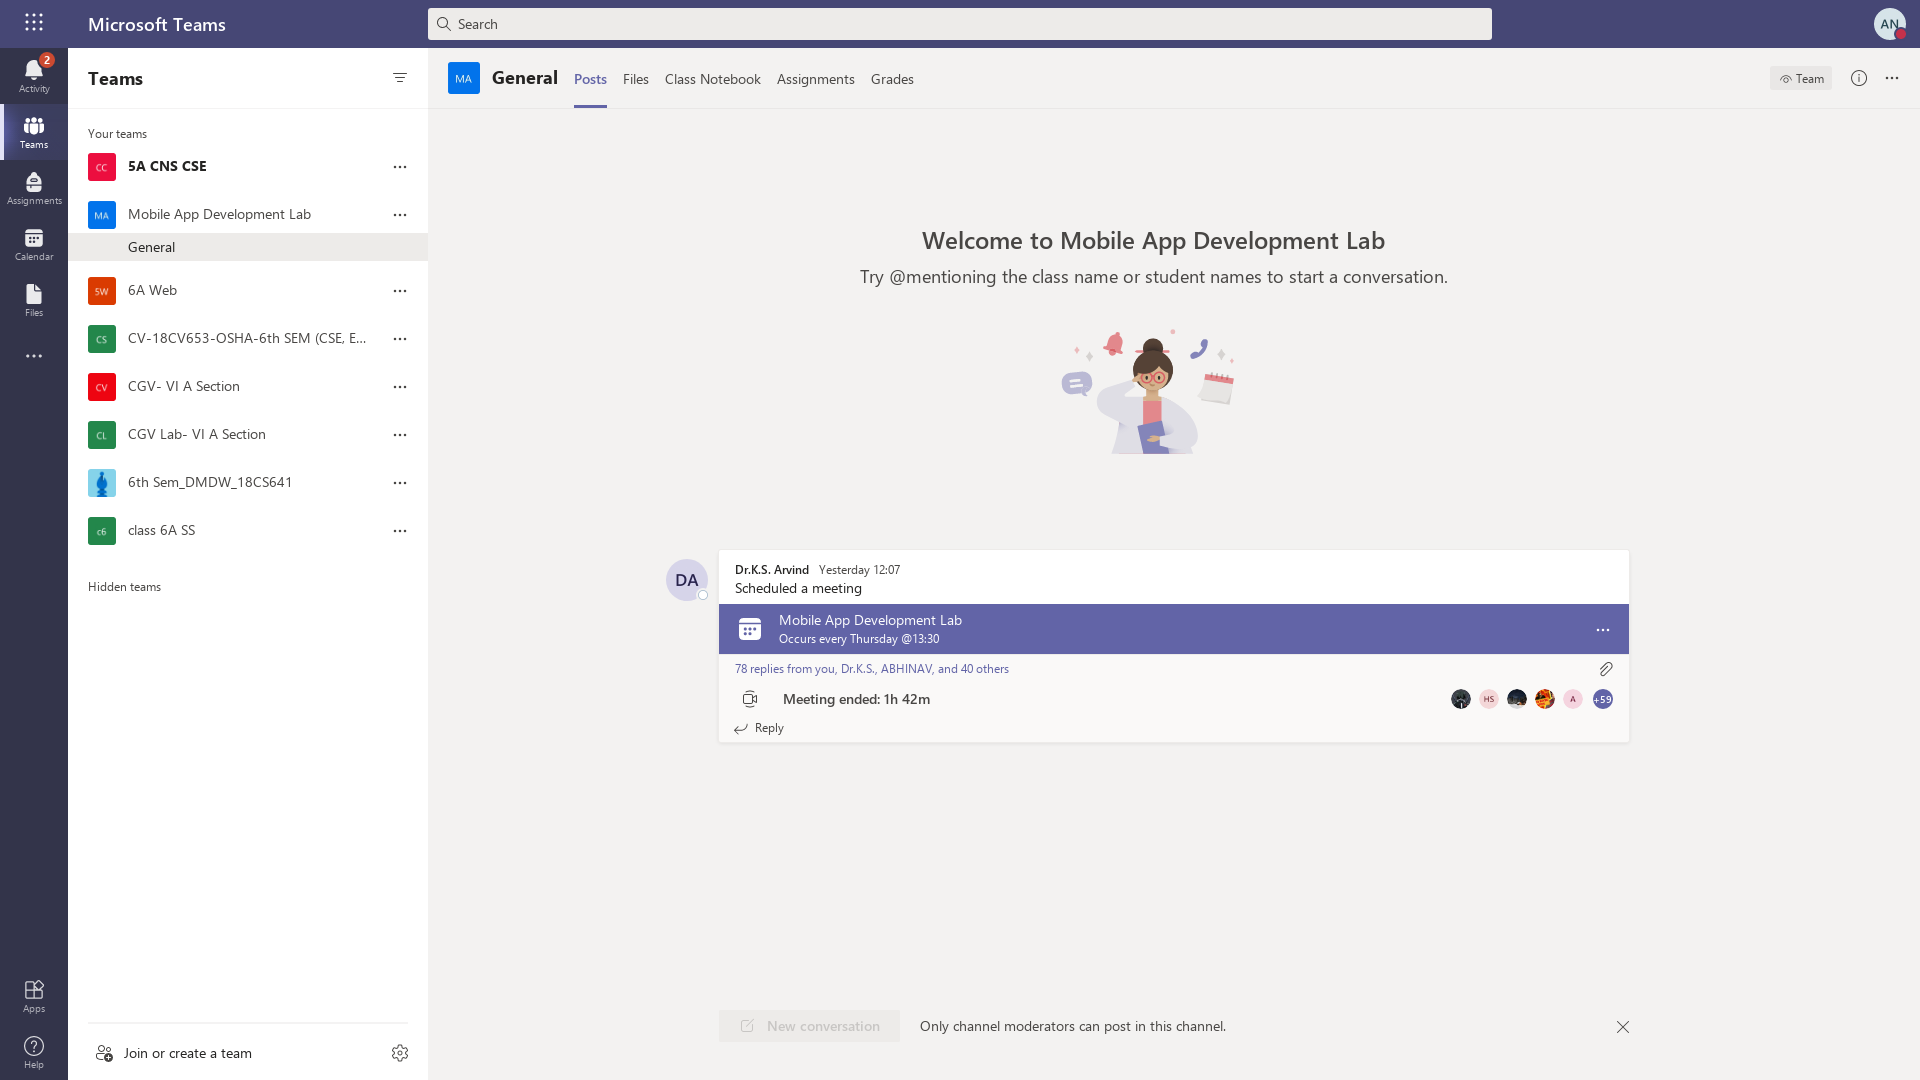 Microsoft Teams
Search
AN
2
Activity
Teams
Assignments
Calendar
Files
Apps
Help
Teams
Your teams
CC 5A CNS CSE
MA Mobile App Development Lab
General
5W 6A Web
CS CV-18CV653-OSHA-6th SEM (CSE, E...
CV CGV- VI A Section
CL CGV Lab- VI A Section
6th Sem_DMDW_18CS641
c6 class 6A SS
Hidden teams
Join or create a team
MA General Posts Files Class Notebook Assignments Grades
Team
Welcome to Mobile App Development Lab
Try @mentioning the class name or student names to start a conversation.
DA
Dr.K.S. Arvind Yesterday 12:07
Scheduled a meeting
Mobile App Development Lab
Occurs every Thursday @13:30
78 replies from you, Dr.K.S., ABHINAV, and 40 others
Meeting ended: 1h 42m
HS A +59
Reply
New conversation Only channel moderators can post in this channel.